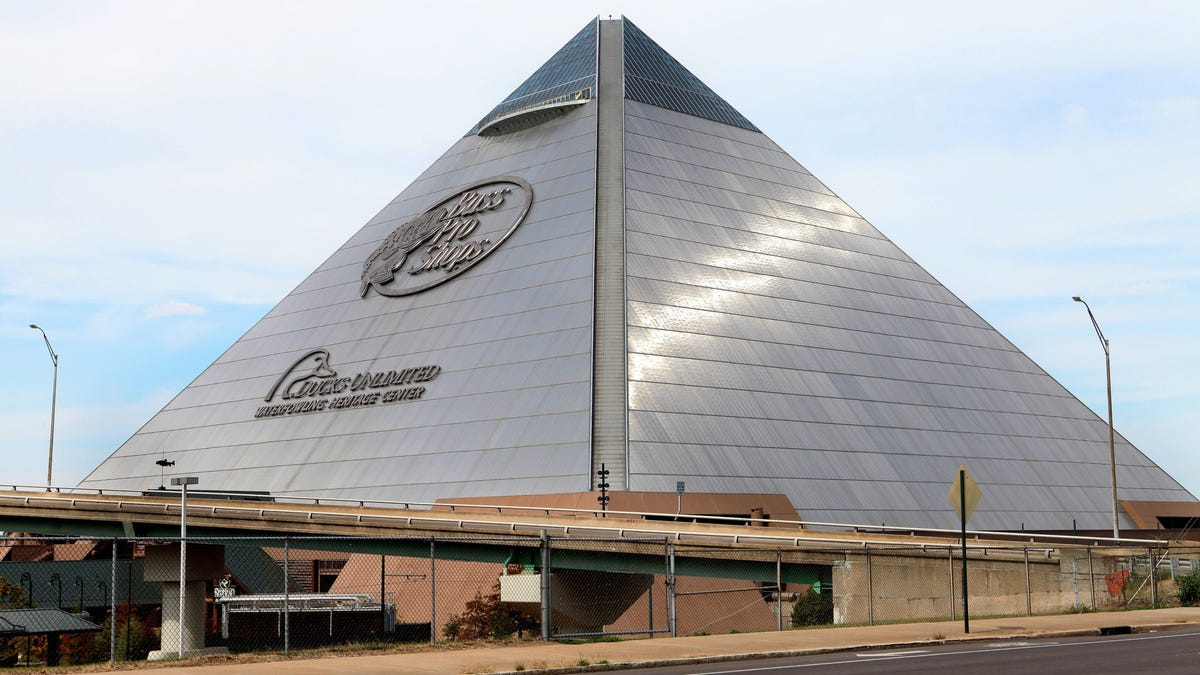 Bass
Pro
Shops
DUCKS UNLIMITED
WATERFOWLING HERITAGE CENTER